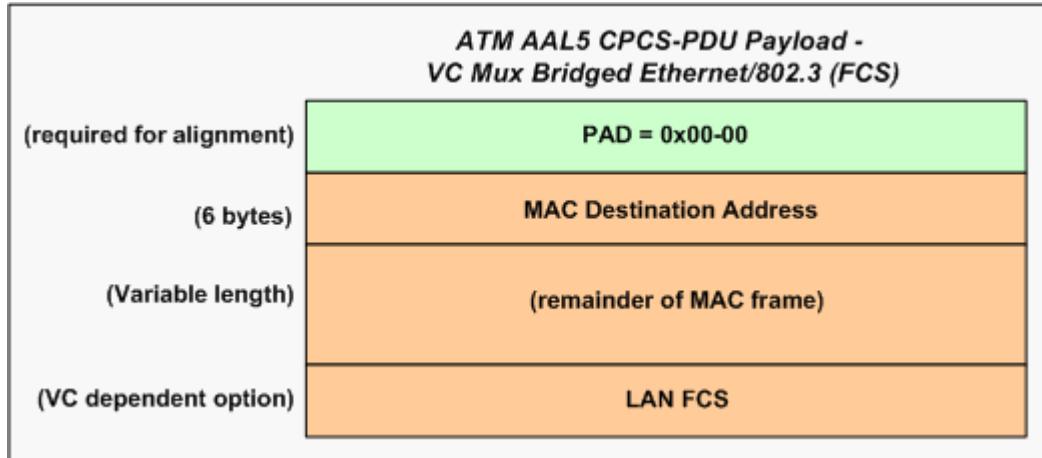 ATM AAL5 CPCS-PDU Payload -
VC Mux Bridged Ethernet/802.3 (FCS)
(required for alignment) PAD = 0x00-00
(6 bytes) MAC Destination Address
(Variable length) (remainder of MAC frame)
(VC dependent option) LAN FCS